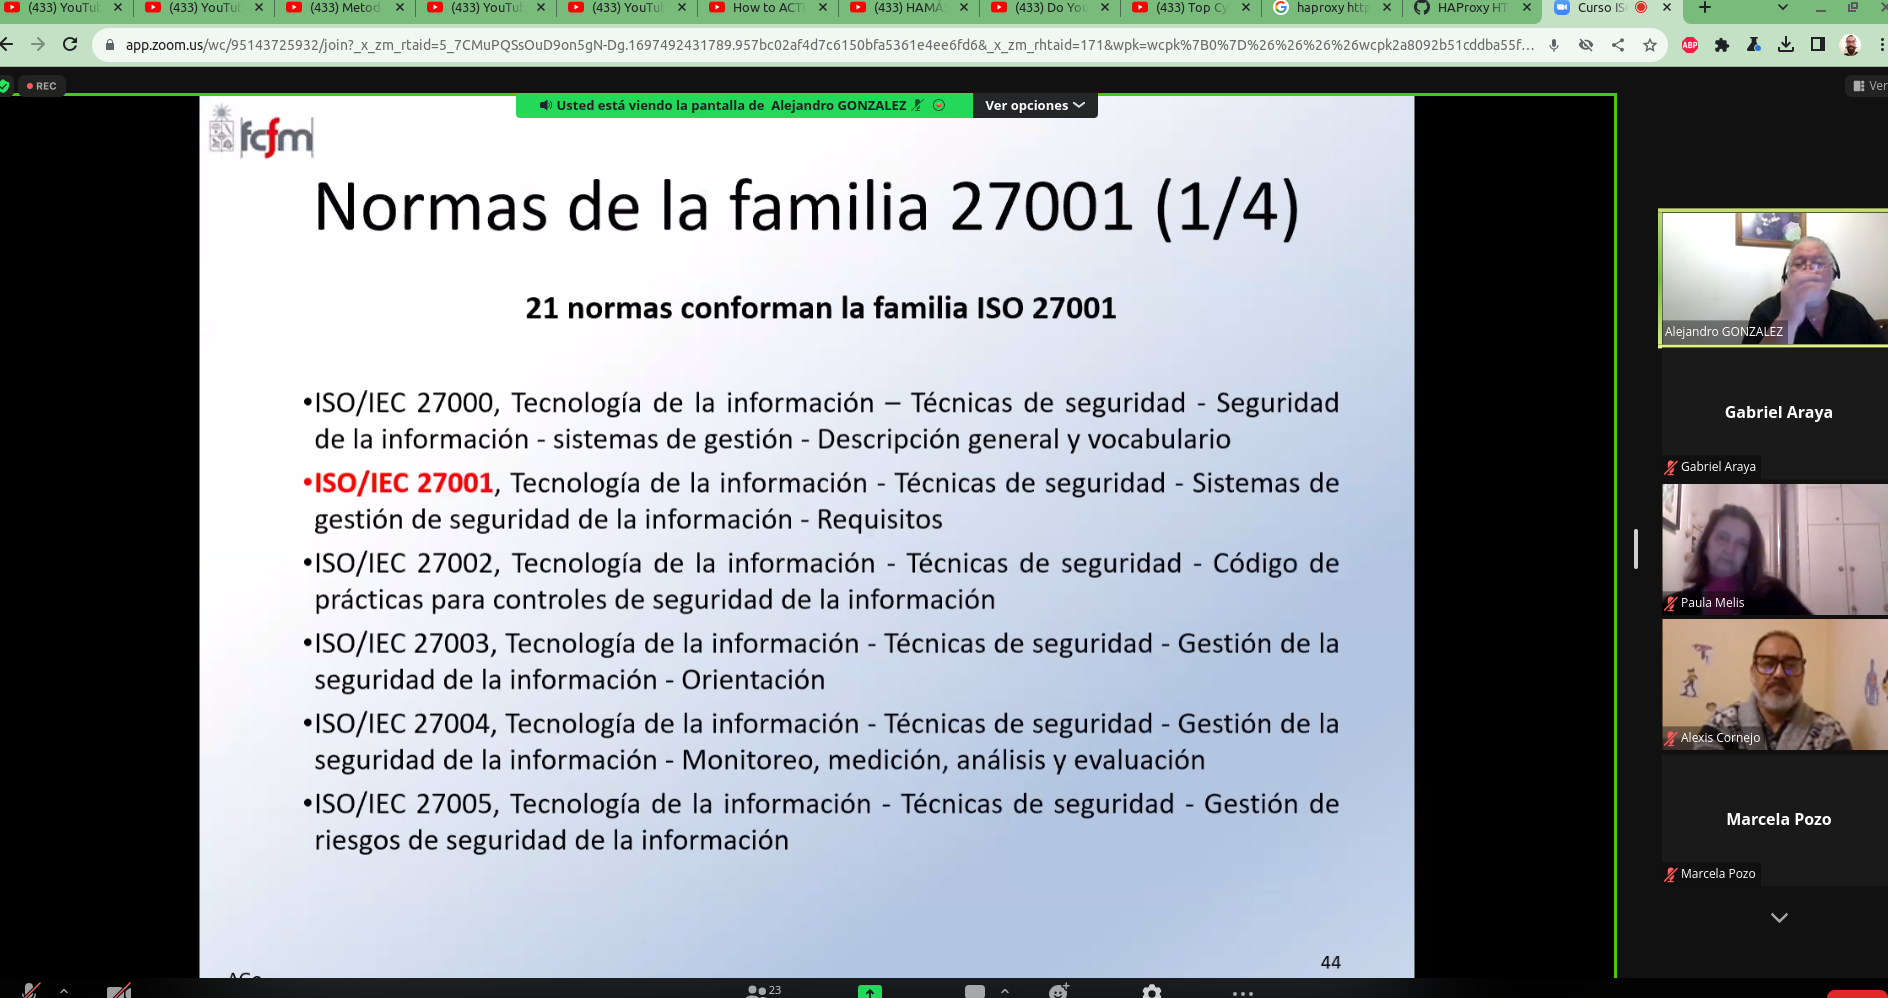 (433) YouTub
(433) YouTub
(433) Metod
(433) YouTub
(433) YouTub
How to ACTI
(433) HAMÁS
(433) Do You
(433) Top Cy
haproxy http
HAProxy HT
Curso IS
app.zoom.us/wc/95143725932/join?_x_zm_rtaid=5_7CMuPQSsOuD9on5gN-Dg.1697492431789.957bc02af4d7c6150bfa5361e4ee6fd6&_x_zm_rhtaid=171&wpk=wcpk%7B0%7D%26%26%26%26wcpk2a8092b51cddba55f...
ABP
REC
Usted está viendo la pantalla de Alejandro GONZALEZ
Ver opciones
Ver
fcfm
Normas de la familia 27001 (1/4)
21 normas conforman la familia ISO 27001
•ISO/IEC 27000, Tecnología de la información – Técnicas de seguridad - Seguridad
de la información - sistemas de gestión - Descripción general y vocabulario
•ISO/IEC 27001, Tecnología de la información - Técnicas de seguridad - Sistemas de
gestión de seguridad de la información - Requisitos
•ISO/IEC 27002, Tecnología de la información - Técnicas de seguridad - Código de
prácticas para controles de seguridad de la información
•ISO/IEC 27003, Tecnología de la información - Técnicas de seguridad - Gestión de la
seguridad de la información - Orientación
•ISO/IEC 27004, Tecnología de la información - Técnicas de seguridad - Gestión de la
seguridad de la información - Monitoreo, medición, análisis y evaluación
•ISO/IEC 27005, Tecnología de la información - Técnicas de seguridad - Gestión de
riesgos de seguridad de la información
44
Alejandro GONZALEZ
Gabriel Araya
Gabriel Araya
Paula Melis
Alexis Cornejo
Marcela Pozo
Marcela Pozo
23